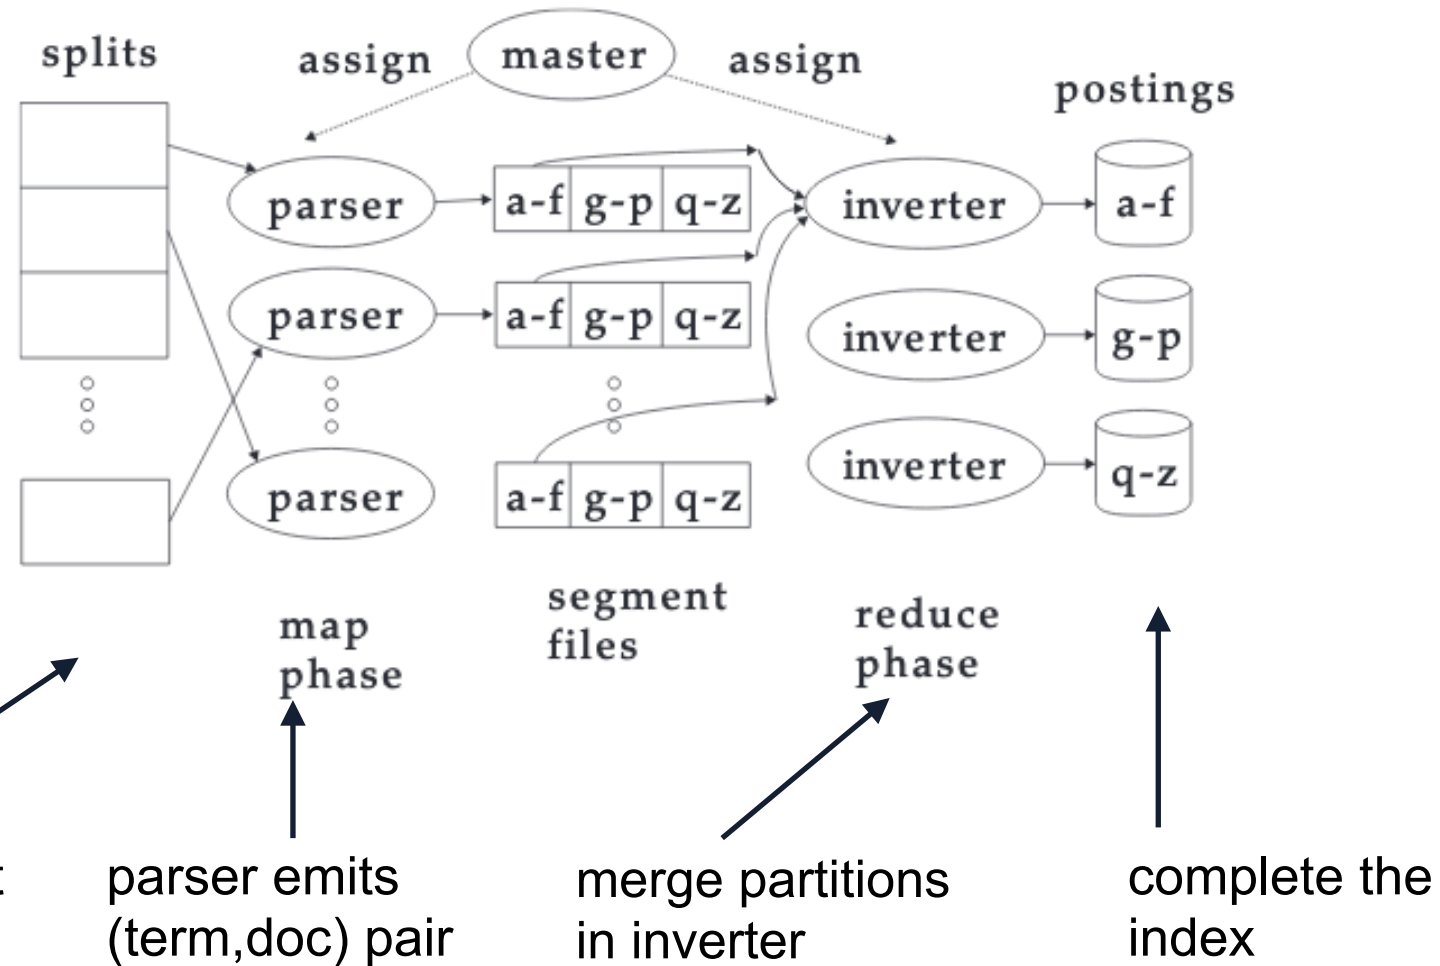 splits
assign
master
assign
postings
parser
a-f g-p q-z
inverter
a-f
parser
a-f g-p q-z
inverter
g-p
parser
a-f g-p q-z
inverter
q-z
map
phase
segment
files
reduce
phase
t
parser emits
(term,doc) pair
merge partitions
in inverter
complete the
index